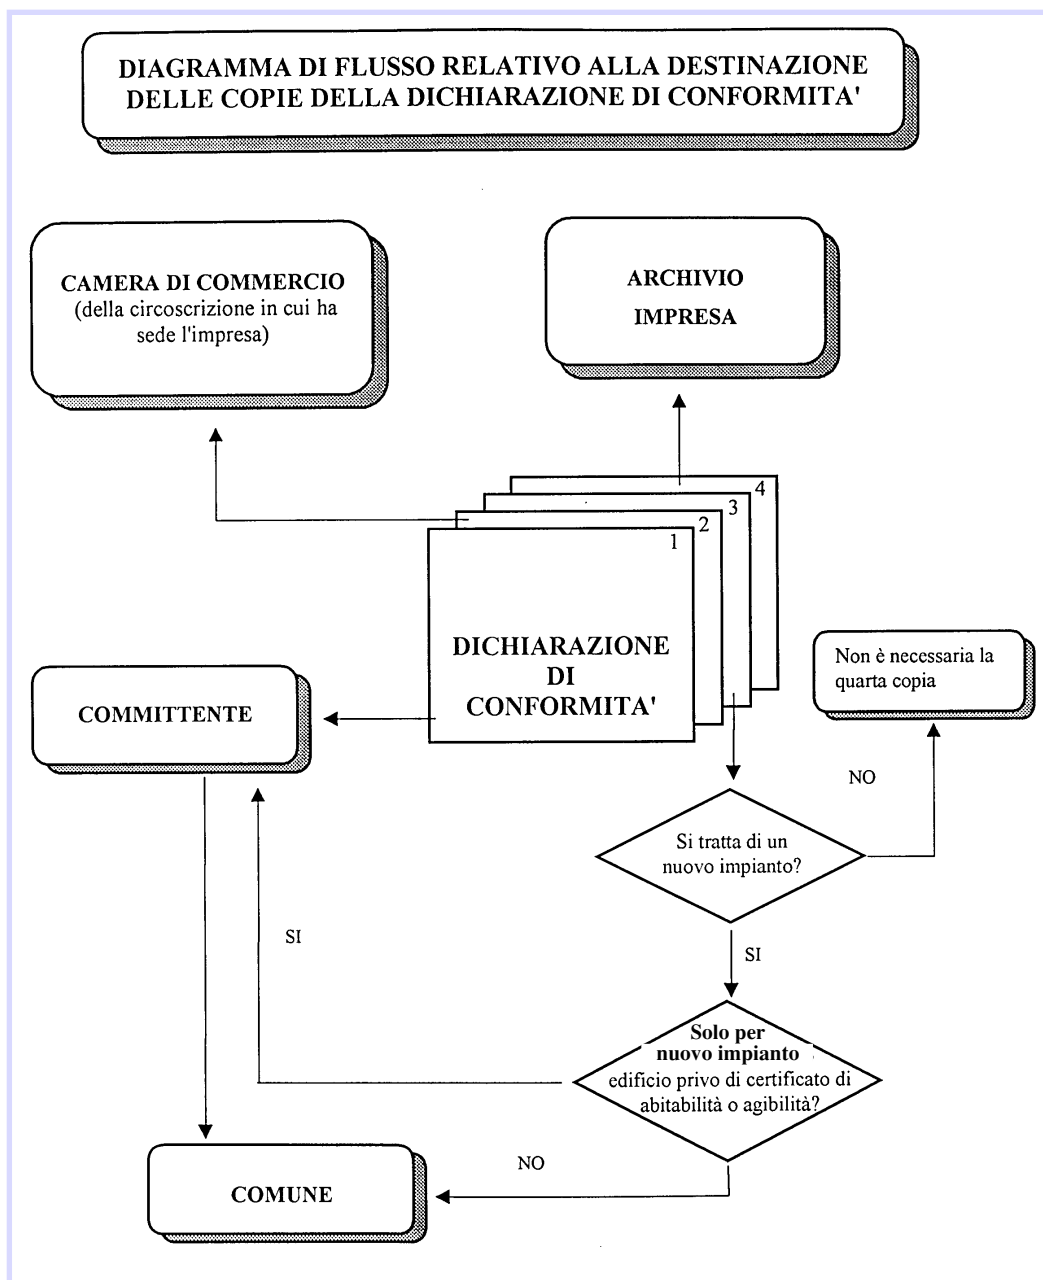 DIAGRAMMA DI FLUSSO RELATIVO ALLA DESTINAZIONE
DELLE COPIE DELLA DICHIARAZIONE DI CONFORMITA'
CAMERA DI COMMERCIO
(della circoscrizione in cui ha
sede l'impresa)
ARCHIVIO
IMPRESA
4
3
2
1
DICHIARAZIONE
DI
CONFORMITA'
Non è necessaria la
quarta copia
COMMITTENTE
NO
Si tratta di un
nuovo impianto?
SI
SI
Solo per
nuovo impianto
edificio privo di certificato di
abitabilità o agibilità?
NO
COMUNE